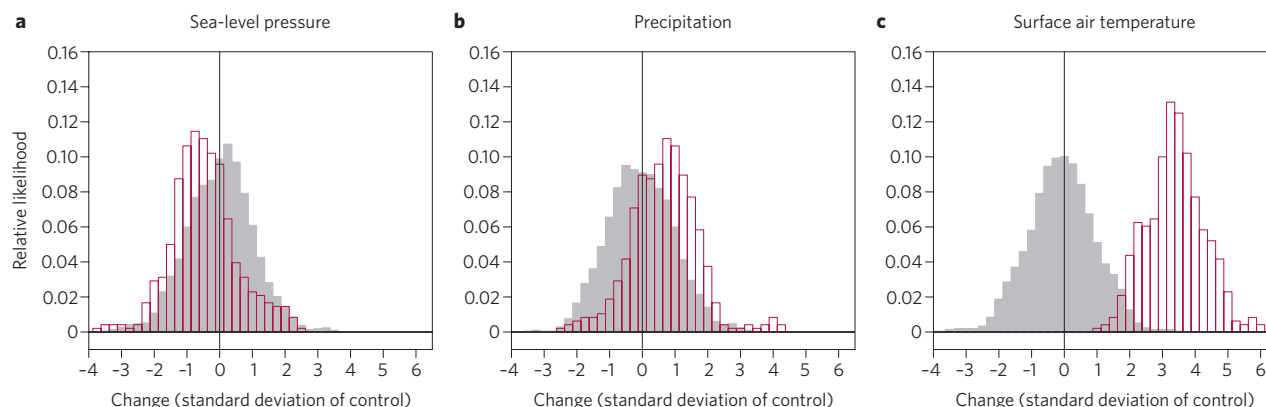 a Sea-level pressure
b Precipitation
c Surface air temperature
Relative likelihood
0.16
0.14
0.12
0.10
0.08
0.06
0.04
0.02
0
–4 –3 –2 –1 0 1 2 3 4 5 6
Change (standard deviation of control)
0.16
0.14
0.12
0.10
0.08
0.06
0.04
0.02
0
–4 –3 –2 –1 0 1 2 3 4 5 6
Change (standard deviation of control)
0.16
0.14
0.12
0.10
0.08
0.06
0.04
0.02
0
–4 –3 –2 –1 0 1 2 3 4 5 6
Change (standard deviation of control)